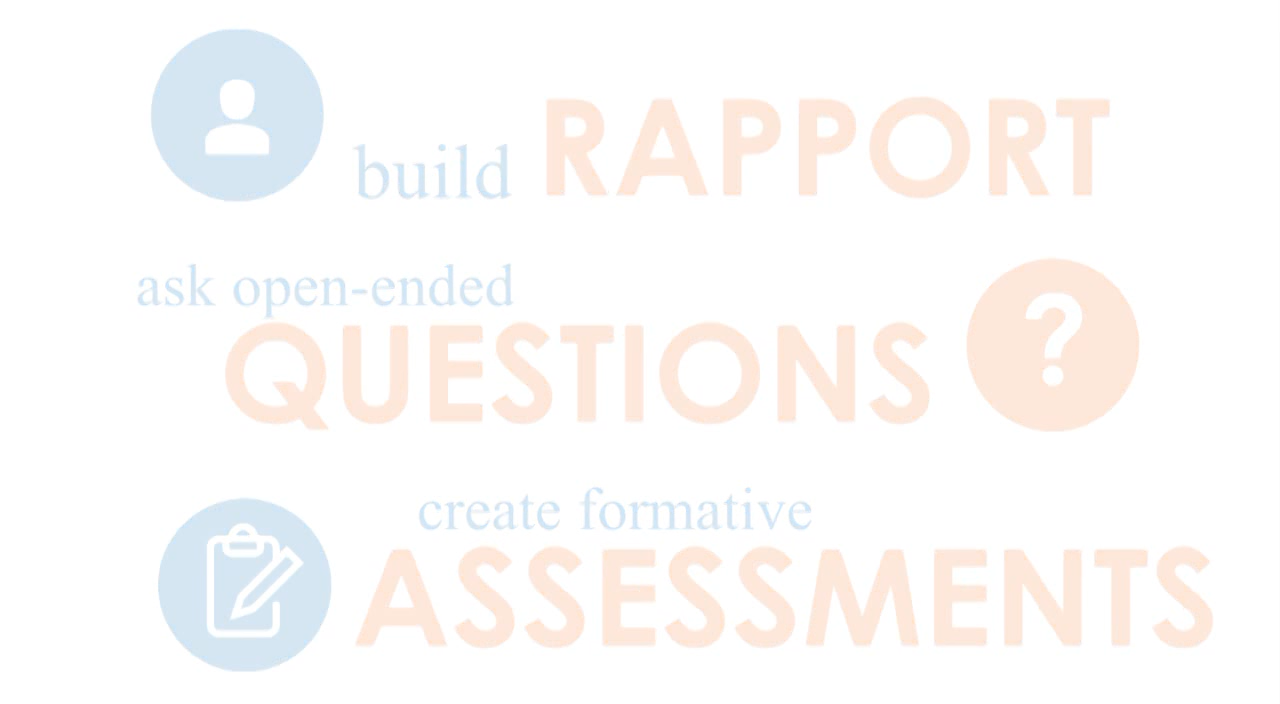 build RAPPORT
ask open-ended
QUESTIONS
?
create formative
ASSESSMENTS